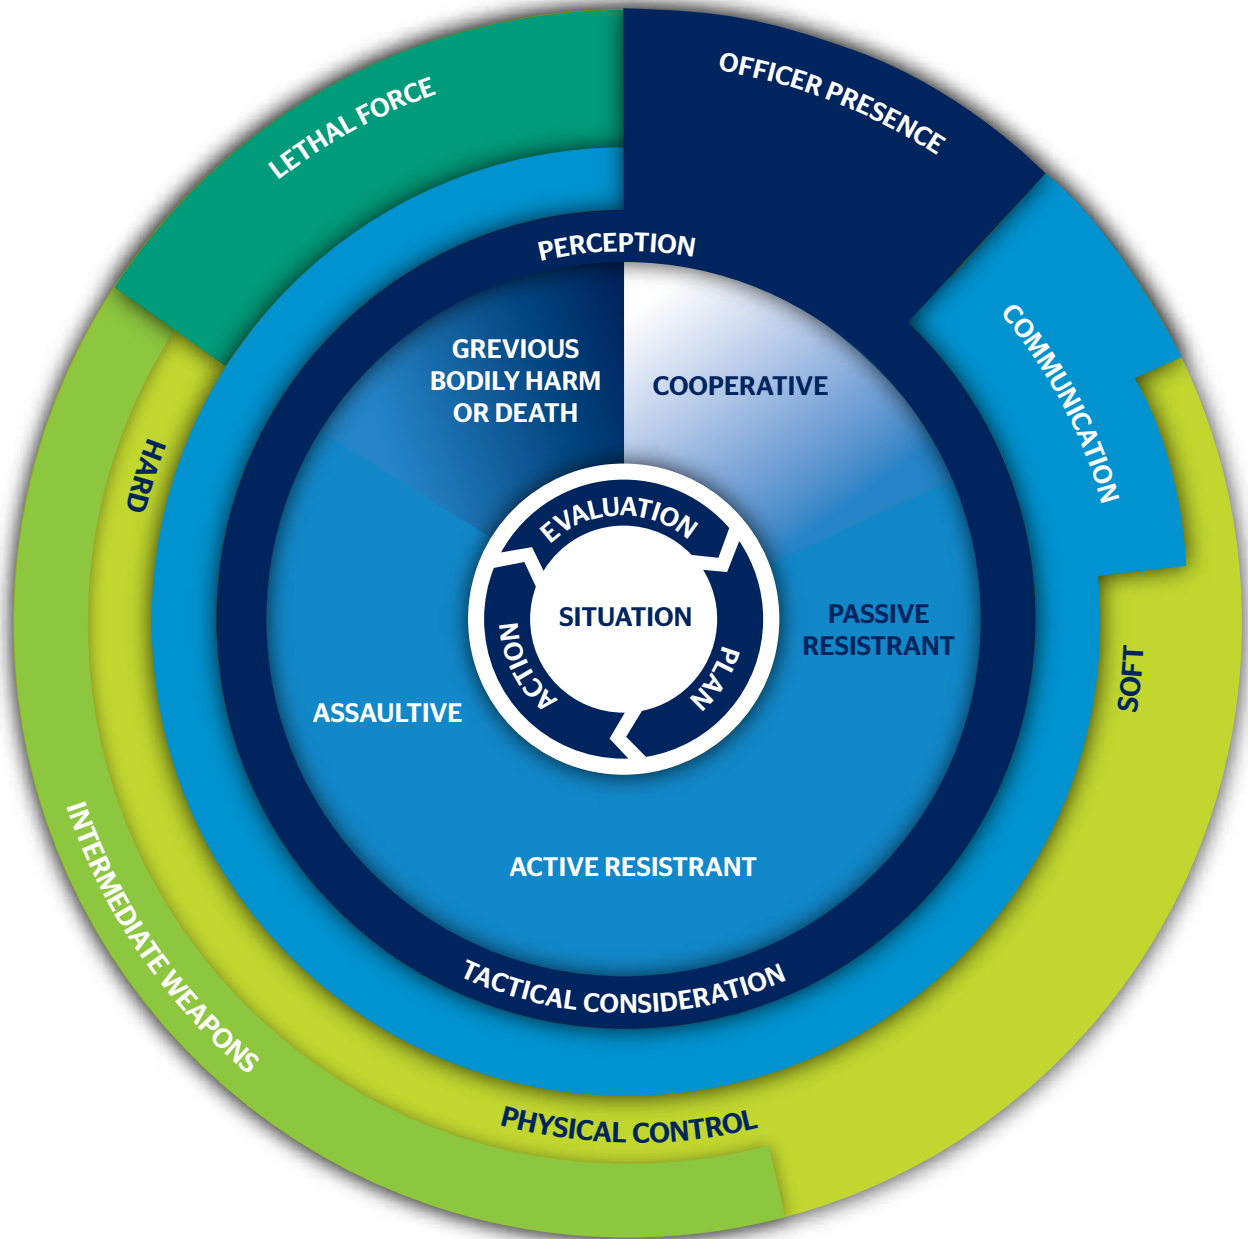 OFFICER PRESENCE
LETHAL FORCE
PERCEPTION
COMMUNICATION
GREVIOUS
BODILY HARM
OR DEATH
COOPERATIVE
HARD
EVALUATION
SITUATION
PASSIVE
RESISTRANT
ACTION
PLAN
SOFT
ASSAULTIVE
ACTIVE RESISTRANT
INTERMEDIATE WEAPONS
TACTICAL CONSIDERATION
PHYSICAL CONTROL